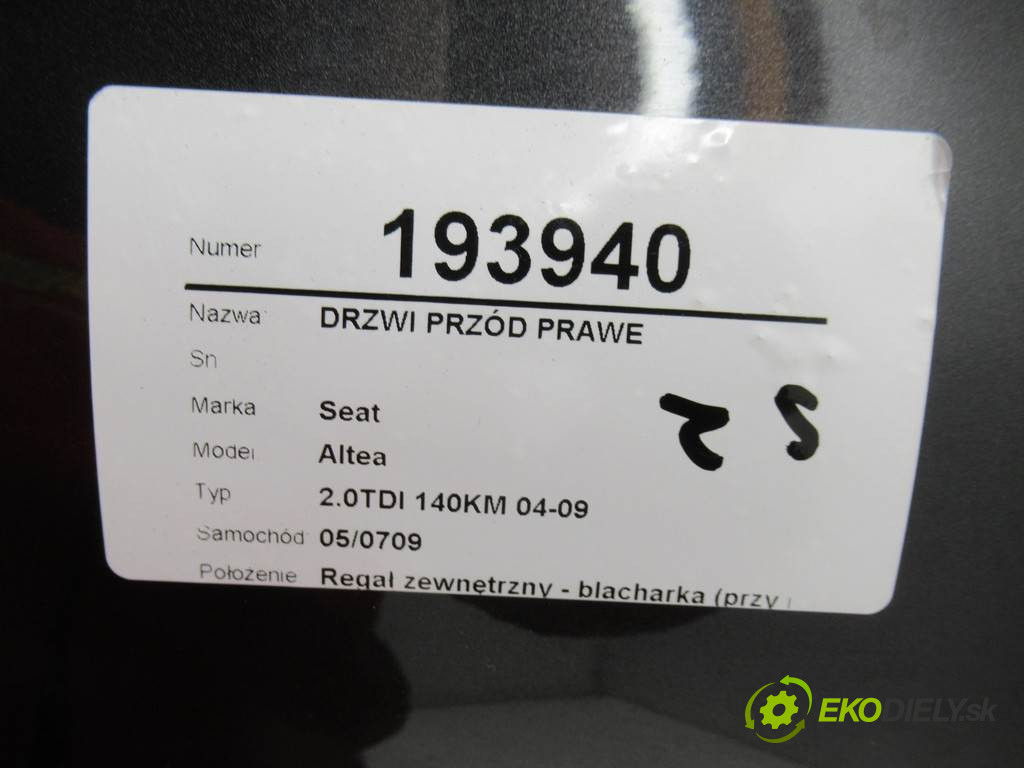 Numer 193940
Nazwa: DRZWI PRZÓD PRAWE
Sn
Marka Seat
Model Altea
Typ 2.0TDI 140KM 04-09
Samochód 05/0709
Położenie Regał zewnętrzny - blacharka (przy
EKODIELY.sk